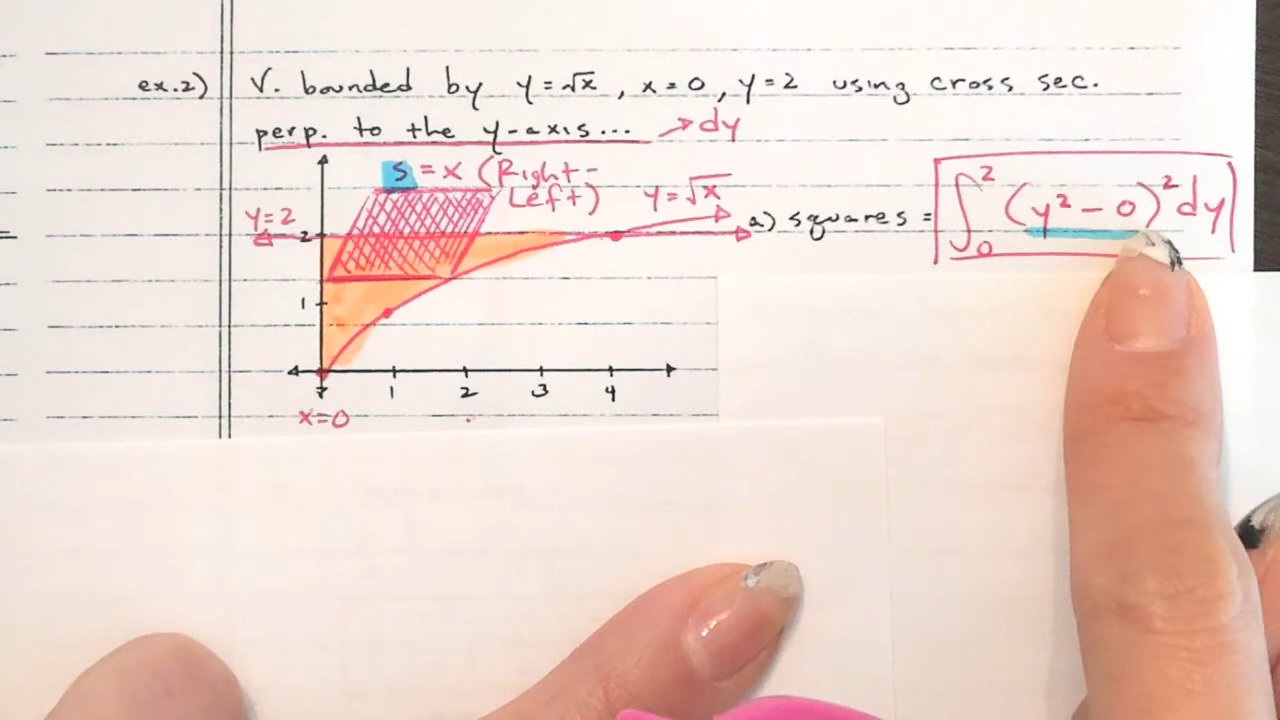 ex.2) V. bounded by y=√x, x=0, y=2 using cross sec.
perp. to the y-axis... → dy
S = x (Right-
Left)
y=√x
y=2
a) squares = ∫₀² (y²-0)² dy
2
1
1 2 3 4
x=0